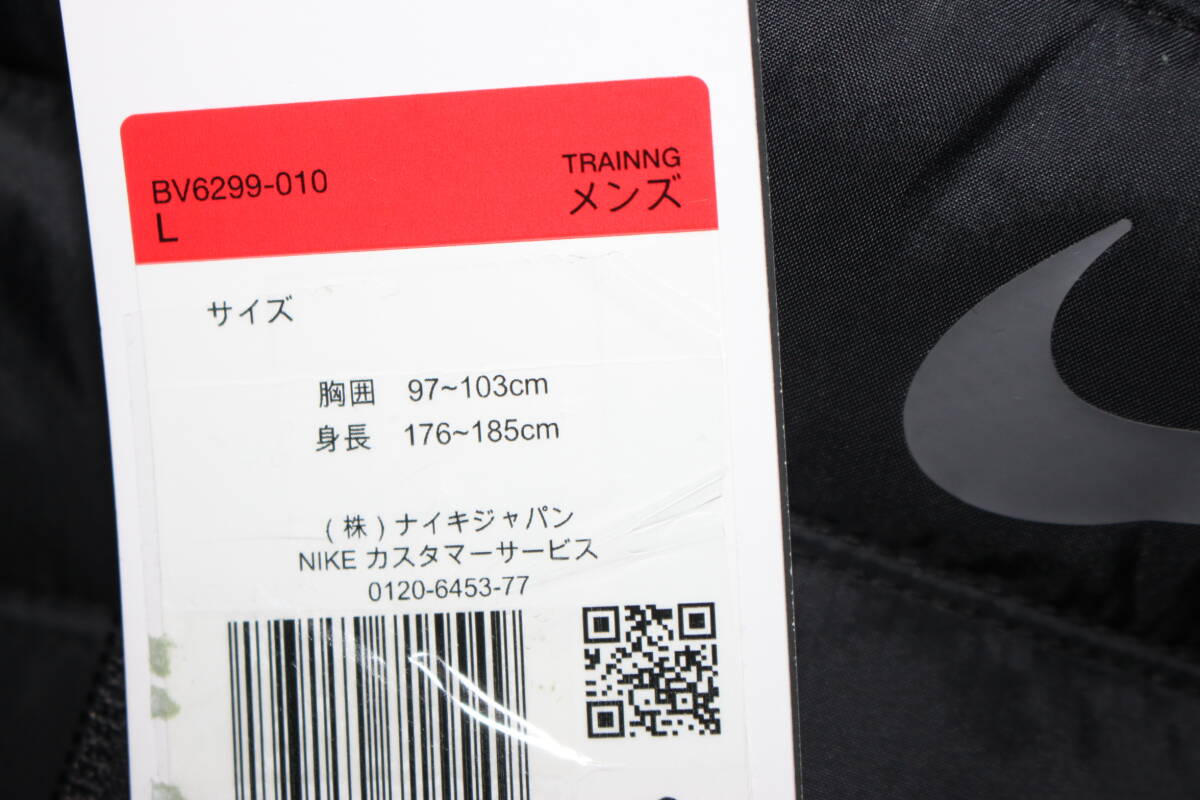 BV6299-010
L
TRAINNG
メンズ
サイズ
胸囲 97~103cm
身長 176~185cm
(株)ナイキジャパン
NIKE カスタマーサービス
0120-6453-77